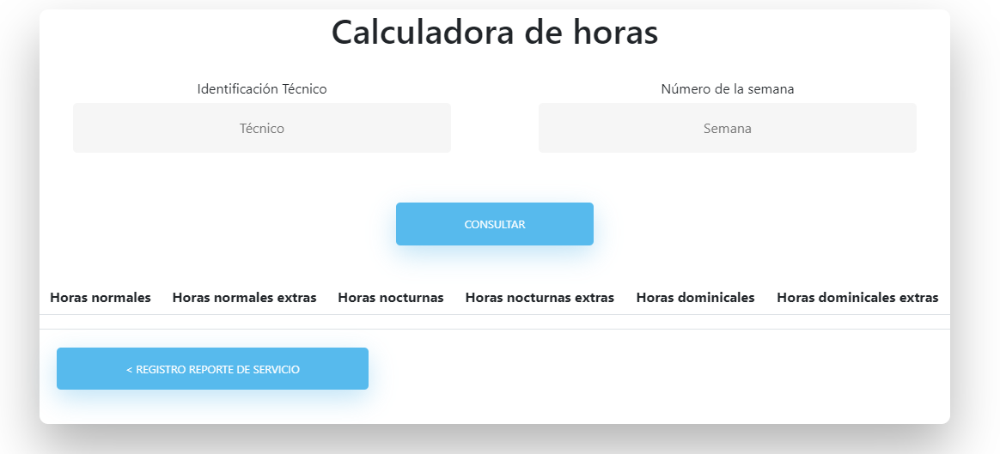 Calculadora de horas
Identificación Técnico Número de la semana
Técnico Semana
CONSULTAR
Horas normales Horas normales extras Horas nocturnas Horas nocturnas extras Horas dominicales Horas dominicales extras
< REGISTRO REPORTE DE SERVICIO